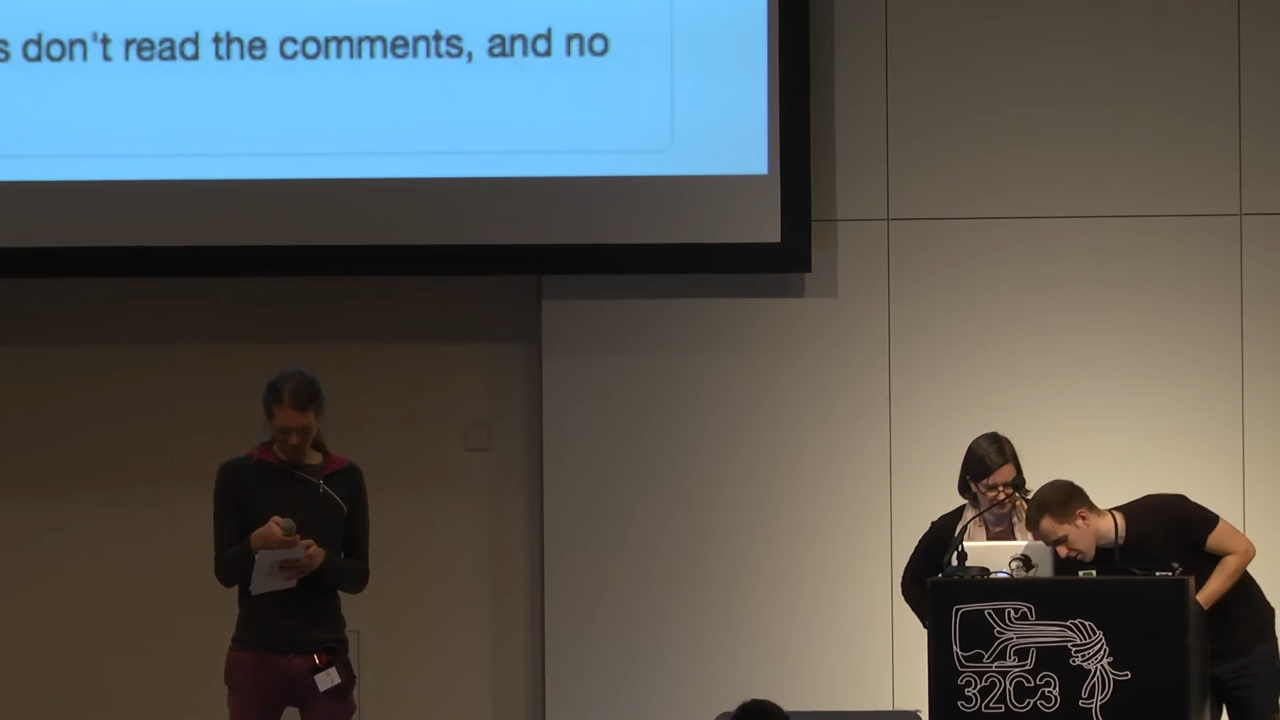 don't read the comments, and no
32C3